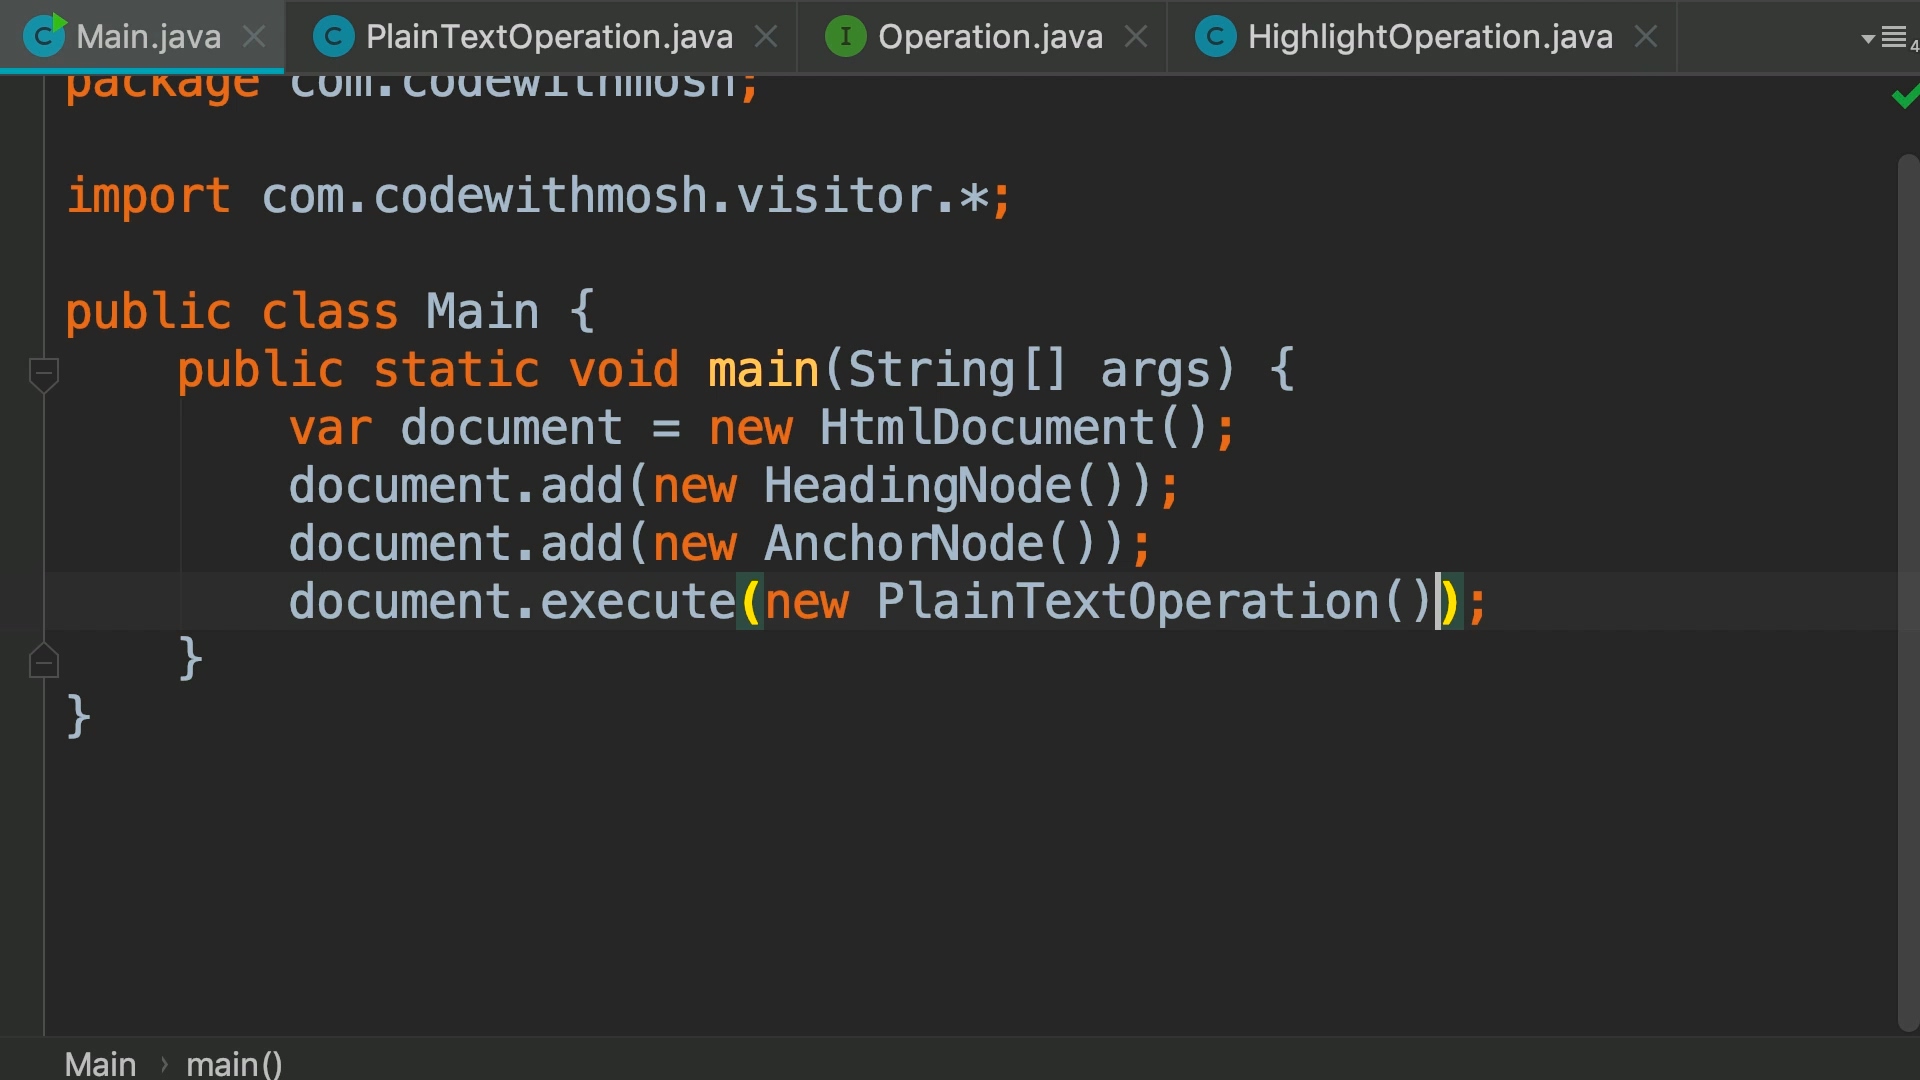 Main.java PlainTextOperation.java Operation.java HighlightOperation.java 4
package com.codewithmosh;
import com.codewithmosh.visitor.*;
public class Main {
public static void main(String[] args) {
var document = new HtmlDocument();
document.add(new HeadingNode());
document.add(new AnchorNode());
document.execute(new PlainTextOperation());
}
}
Main › main()